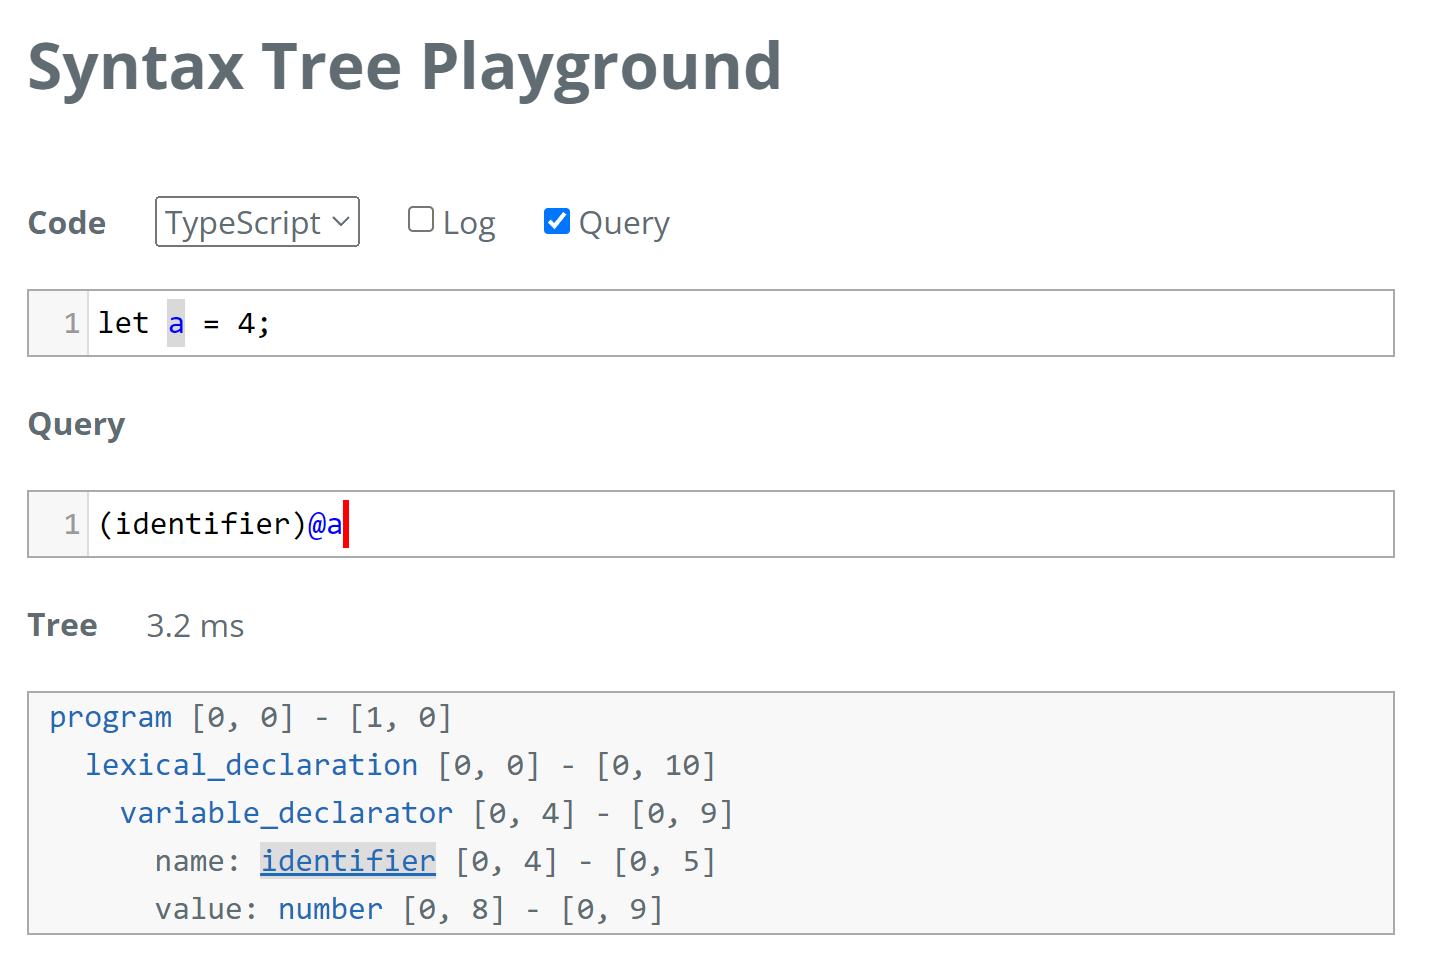 Syntax Tree Playground
Code TypeScript Log Query
1 let a = 4;
Query
1 (identifier)@a
Tree 3.2 ms
program [0, 0] - [1, 0]
lexical_declaration [0, 0] - [0, 10]
variable_declarator [0, 4] - [0, 9]
name: identifier [0, 4] - [0, 5]
value: number [0, 8] - [0, 9]